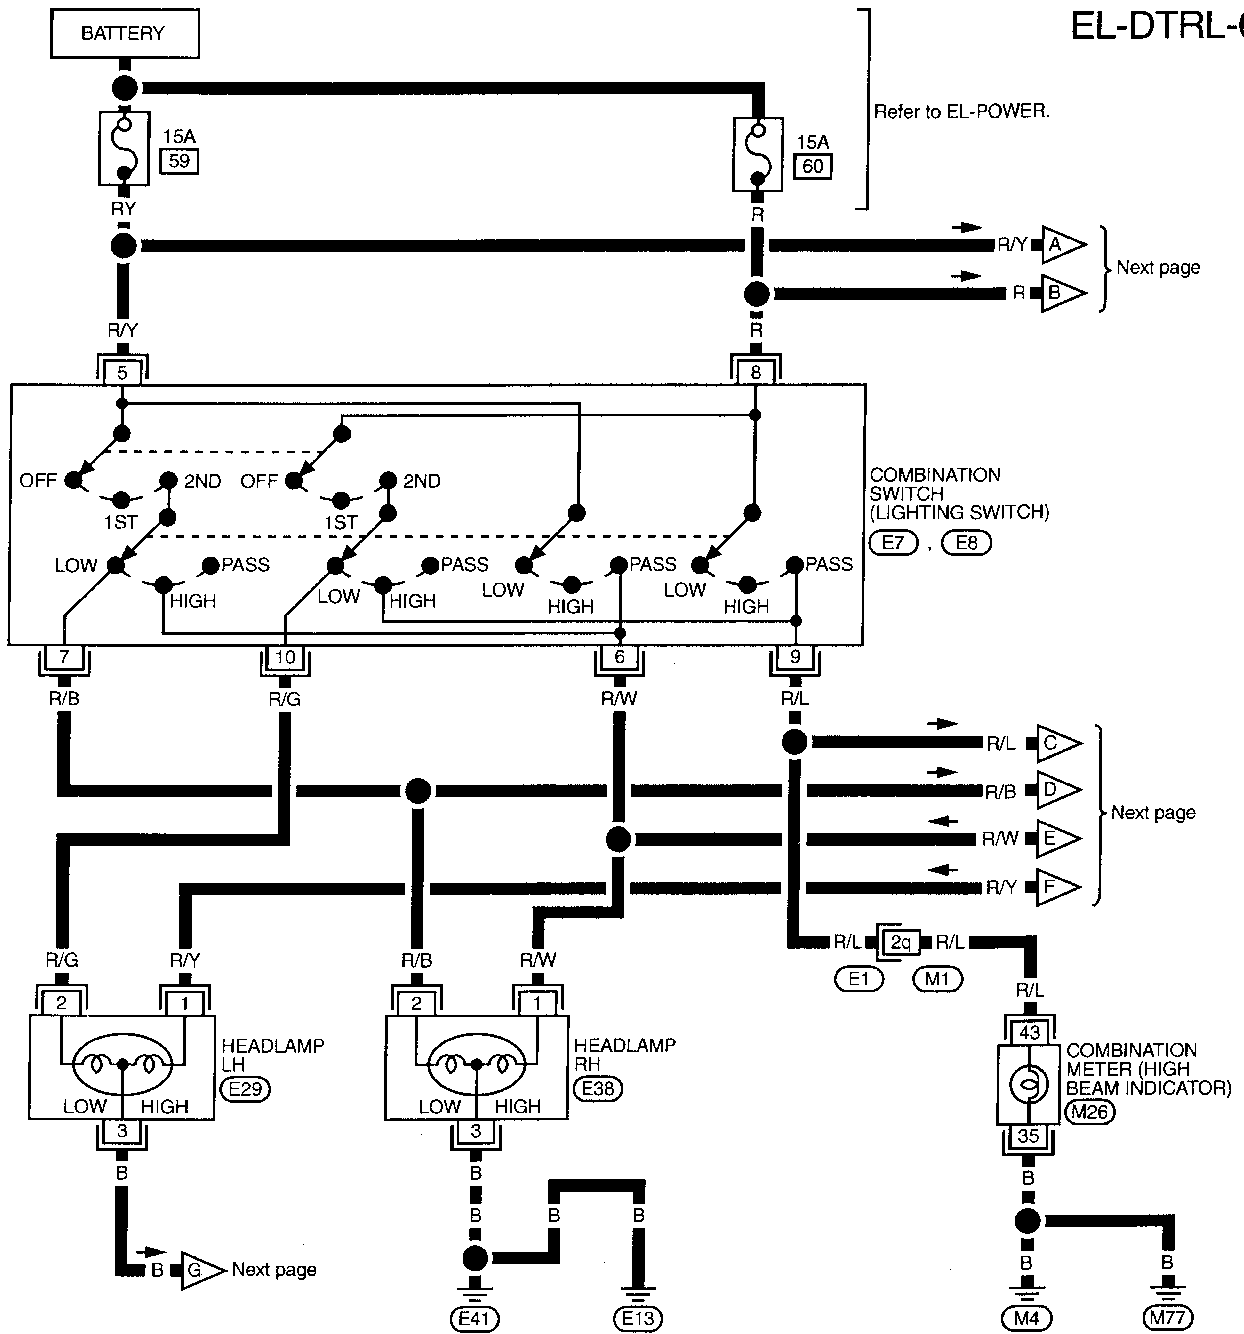 EL-DTRL-
BATTERY
Refer to EL-POWER.
15A
59
15A
60
RY
R
R/Y A
Next page
R B
R/Y
R
5
8
OFF
2ND
OFF
2ND
1ST
1ST
COMBINATION
SWITCH
(LIGHTING SWITCH)
E7 , E8
LOW
PASS
PASS
PASS
PASS
HIGH
LOW
HIGH
LOW
HIGH
LOW
HIGH
7
10
6
9
R/B
R/G
R/W
R/L
R/L C
R/B D
Next page
R/W E
R/Y F
R/L 2q R/L
E1 M1
R/G
R/Y
R/B
R/W
R/L
2
1
2
1
43
HEADLAMP
LH
E29
HEADLAMP
RH
E38
COMBINATION
METER (HIGH
BEAM INDICATOR)
M26
LOW HIGH
LOW HIGH
3
3
35
B
B
B
B
B
B
B G Next page
B
B
E41
E13
M4
M77